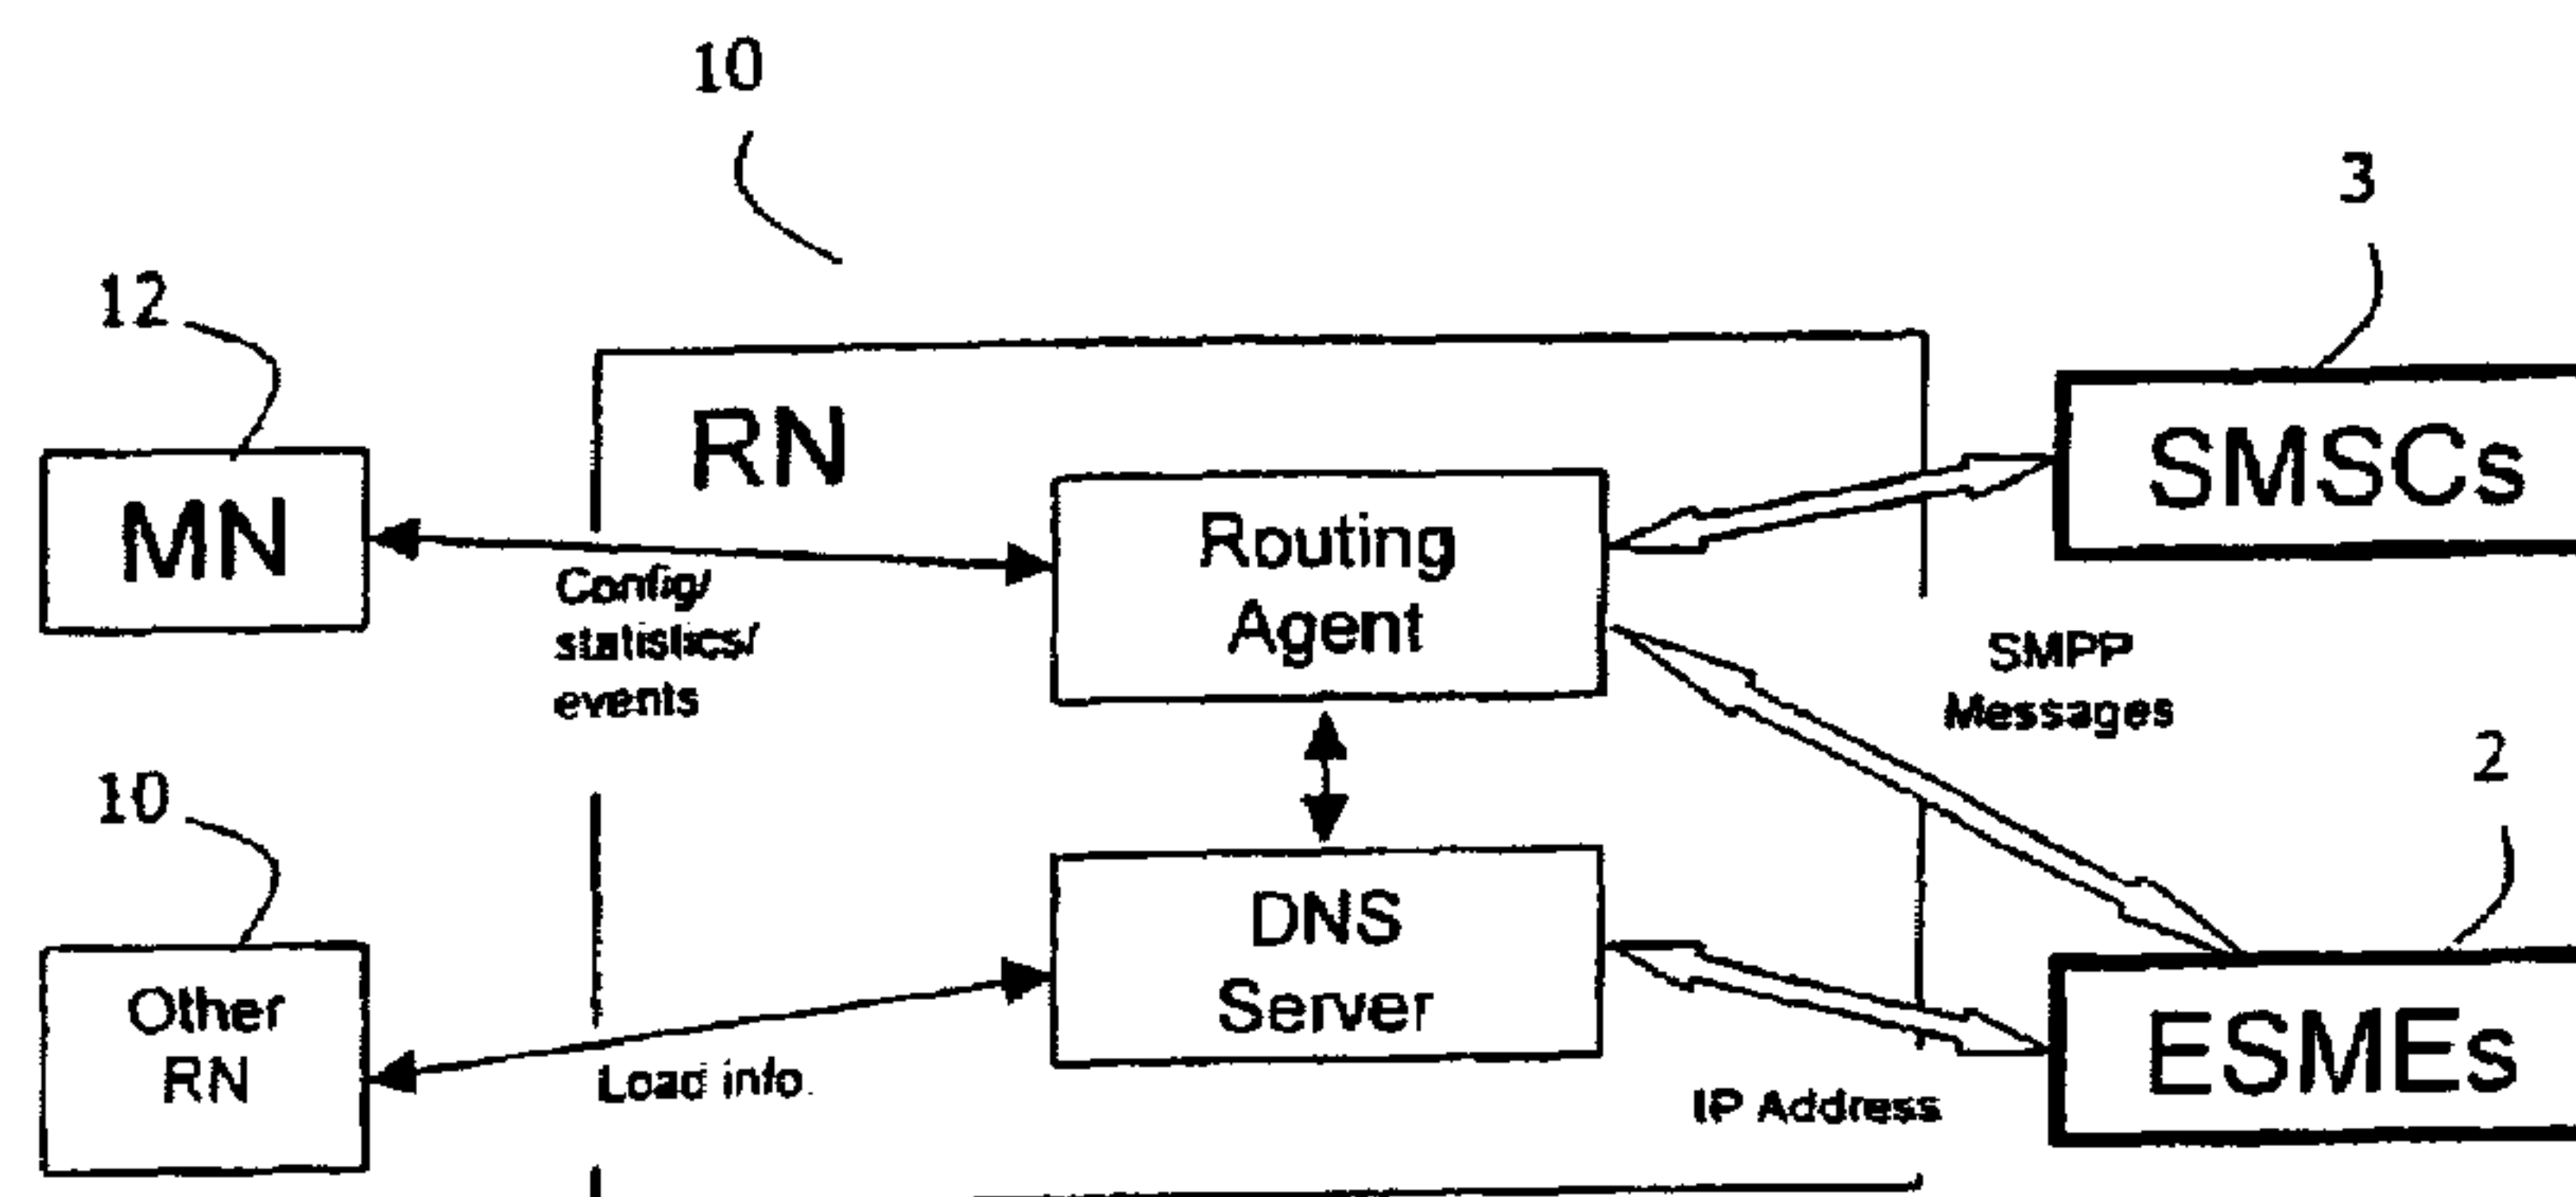 10
3
12
RN
SMSCs
MN
Routing
Agent
Config/
statistics/
events
SMPP
Messages
2
10
DNS
Server
Other
RN
Load info.
IP Address
ESMEs